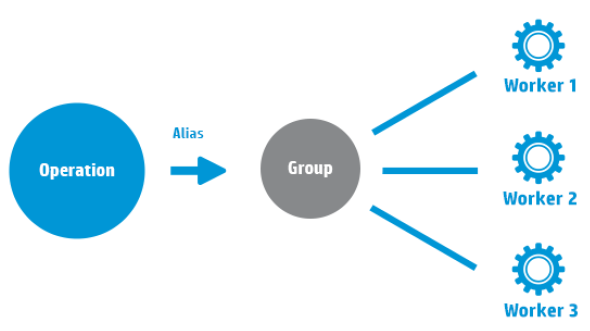 Worker 1
Alias
Operation
Group
Worker 2
Worker 3